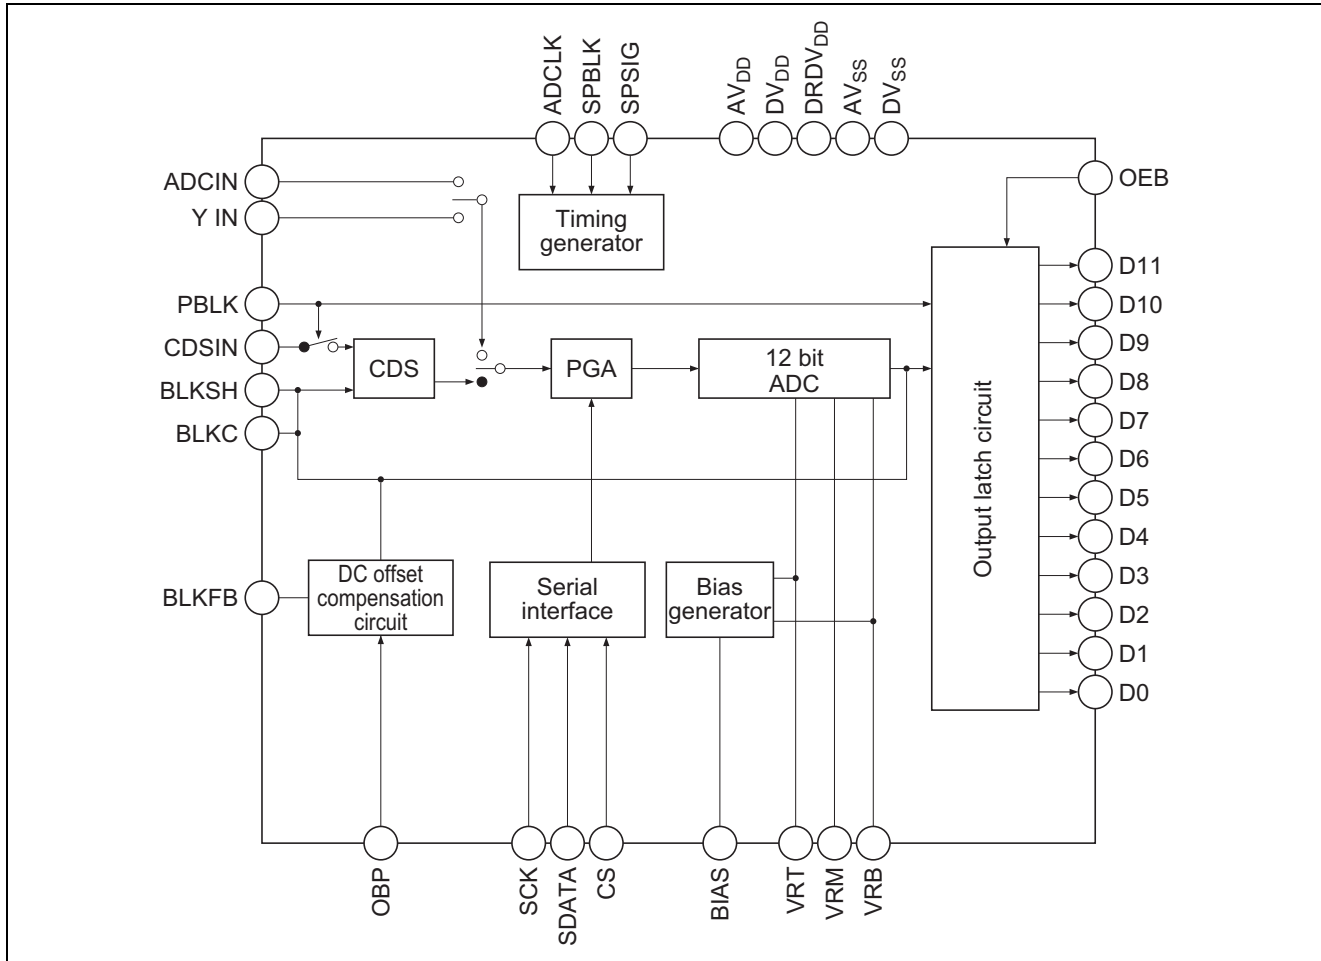 ADCLK
SPBLK
SPSIG
AVDD
DVDD
DRDVDD
AVSS
DVSS
ADCIN
Y IN
PBLK
CDSIN
BLKSH
BLKC
BLKFB
Timing
generator
CDS
PGA
12 bit
ADC
DC offset
compensation
circuit
Serial
interface
Bias
generator
Output latch circuit
OEB
D11
D10
D9
D8
D7
D6
D5
D4
D3
D2
D1
D0
OBP
SCK
SDATA
CS
BIAS
VRT
VRM
VRB